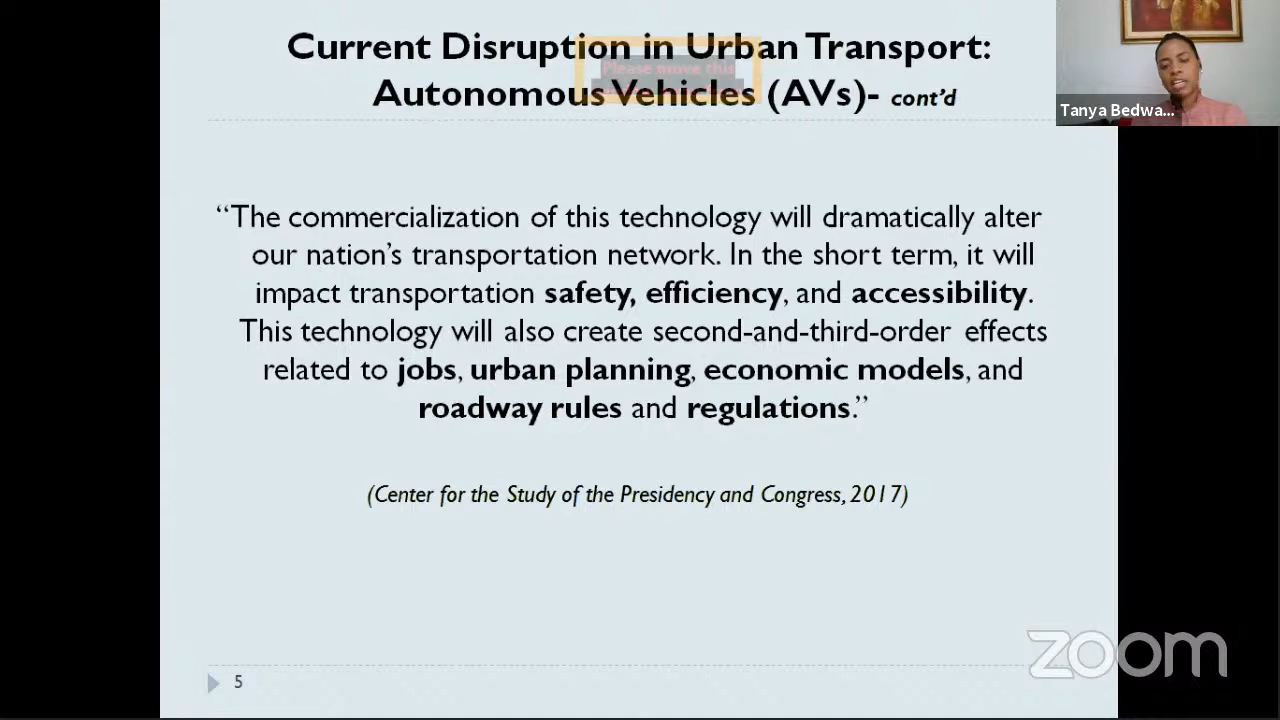 Current Disruption in Urban Transport:
Please move this
Autonomous Vehicles (AVs)- cont’d
Tanya Bedwa...
“The commercialization of this technology will dramatically alter
our nation’s transportation network. In the short term, it will
impact transportation safety, efficiency, and accessibility.
This technology will also create second-and-third-order effects
related to jobs, urban planning, economic models, and
roadway rules and regulations.”
(Center for the Study of the Presidency and Congress, 2017)
zoom
5